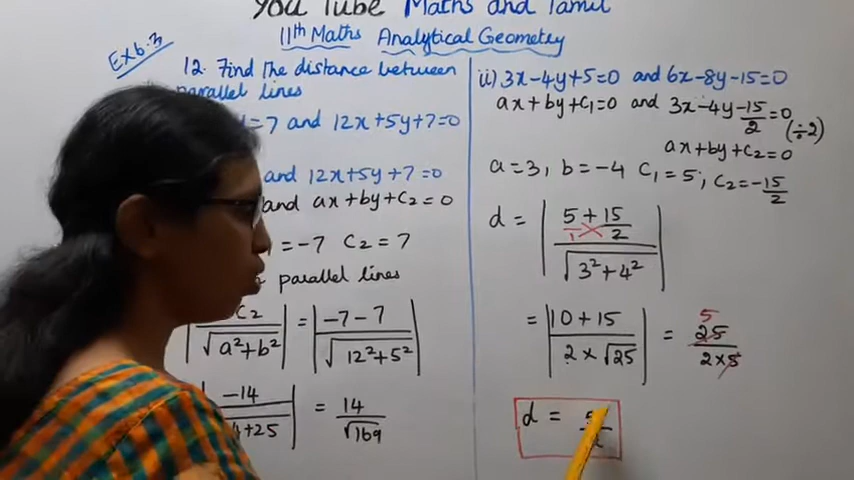 You Tube Maths and Tamil
11th Maths Analytical Geometry
Ex 6.3
12. Find the distance between
parallel lines
=7 and 12x+5y+7=0
and 12x+5y+7=0
and ax+by+C₂=0
=-7 C₂=7
parallel lines
C₂ / √a²+b² = |-7-7 / √12²+5²|
-14 / +25 | = 14/√169
ii) 3x-4y+5=0 and 6x-8y-15=0
ax+by+C₁=0 and 3x-4y-15/2=0
(÷2)
ax+by+C₂=0
a=3, b=-4 C₁=5, C₂=-15/2
d = |5/1+15/2 / √3²+4²|
= |10+15 / 2×√25| = 25/2×5 5
d =